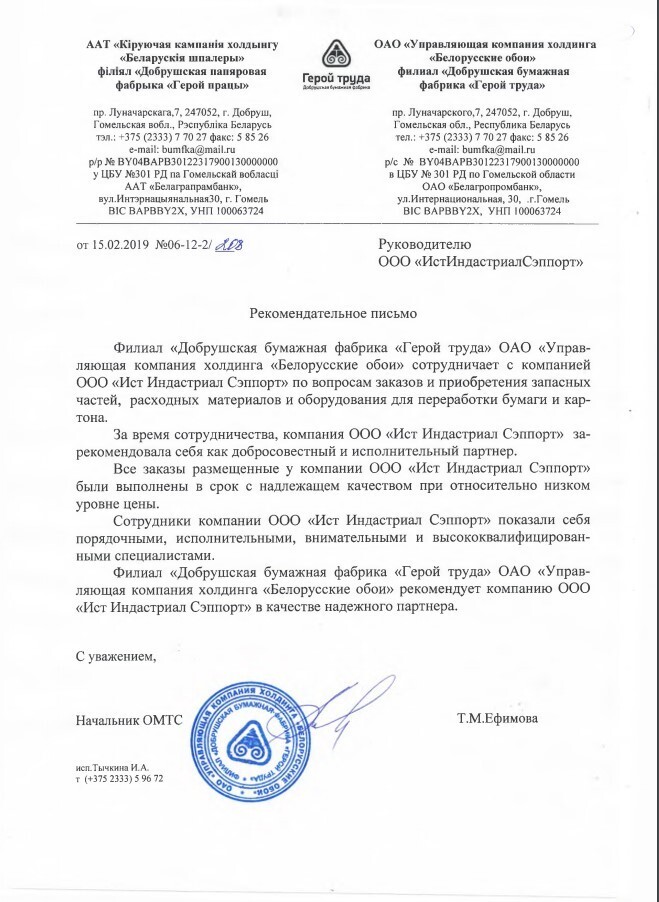 ААТ «Кіруючая кампанія холдынгу
«Беларускія шпалеры»
філіял «Добрушская папяровая
фабрыка «Герой працы»
пр. Луначарскага,7, 247052, г. Добруш,
Гомельская вобл., Рэспубліка Беларусь
тэл.: +375 (2333) 7 70 27 факс: 5 85 26
e-mail: bumfka@mail.ru
р/р № BY04BAPB30122317900130000000
у ЦБУ №301 РД па Гомельскай вобласці
ААТ «Белаграпрамбанк»,
вул.Интэрнацыянальная30, г. Гомель
BIC BAPBBY2X, УНП 100063724
Герой труда
Добрушская бумажная фабрика
ОАО «Управляющая компания холдинга
«Белорусские обои»
филиал «Добрушская бумажная
фабрика «Герой труда»
пр. Луначарского,7, 247052, г. Добруш,
Гомельская обл., Республика Беларусь
тел.: +375 (2333) 7 70 27 факс: 5 85 26
e-mail: bumfka@mail.ru
р/с № BY04BAPB30122317900130000000
в ЦБУ № 301 РД по Гомельской области
ОАО «Белагропромбанк»,
ул.Интернациональная, 30, .г.Гомель
BIC BAPBBY2X, УНП 100063724
от 15.02.2019 №06-12-2/ 208
Руководителю
ООО «ИстИндастриалСэппорт»
Рекомендательное письмо
Филиал «Добрушская бумажная фабрика «Герой труда» ОАО «Управ-
ляющая компания холдинга «Белорусские обои» сотрудничает с компанией
ООО «Ист Индастриал Сэппорт» по вопросам заказов и приобретения запасных
частей, расходных материалов и оборудования для переработки бумаги и кар-
тона.
За время сотрудничества, компания ООО «Ист Индастриал Сэппорт» за-
рекомендовала себя как добросовестный и исполнительный партнер.
Все заказы размещенные у компании ООО «Ист Индастриал Сэппорт»
были выполнены в срок с надлежащем качеством при относительно низком
уровне цены.
Сотрудники компании ООО «Ист Индастриал Сэппорт» показали себя
порядочными, исполнительными, внимательными и высококвалифицирован-
ными специалистами.
Филиал «Добрушская бумажная фабрика «Герой труда» ОАО «Управ-
ляющая компания холдинга «Белорусские обои» рекомендует компанию ООО
«Ист Индастриал Сэппорт» в качестве надежного партнера.
С уважением,
Начальник ОМТС
Т.М.Ефимова
ОАО «УПРАВЛЯЮЩАЯ КОМПАНИЯ ХОЛДИНГА «БЕЛОРУССКИЕ ОБОИ»
ФИЛИАЛ «ДОБРУШСКАЯ БУМАЖНАЯ ФАБРИКА «ГЕРОЙ ТРУДА»
исп.Тычкина И.А.
т (+375 2333) 5 96 72